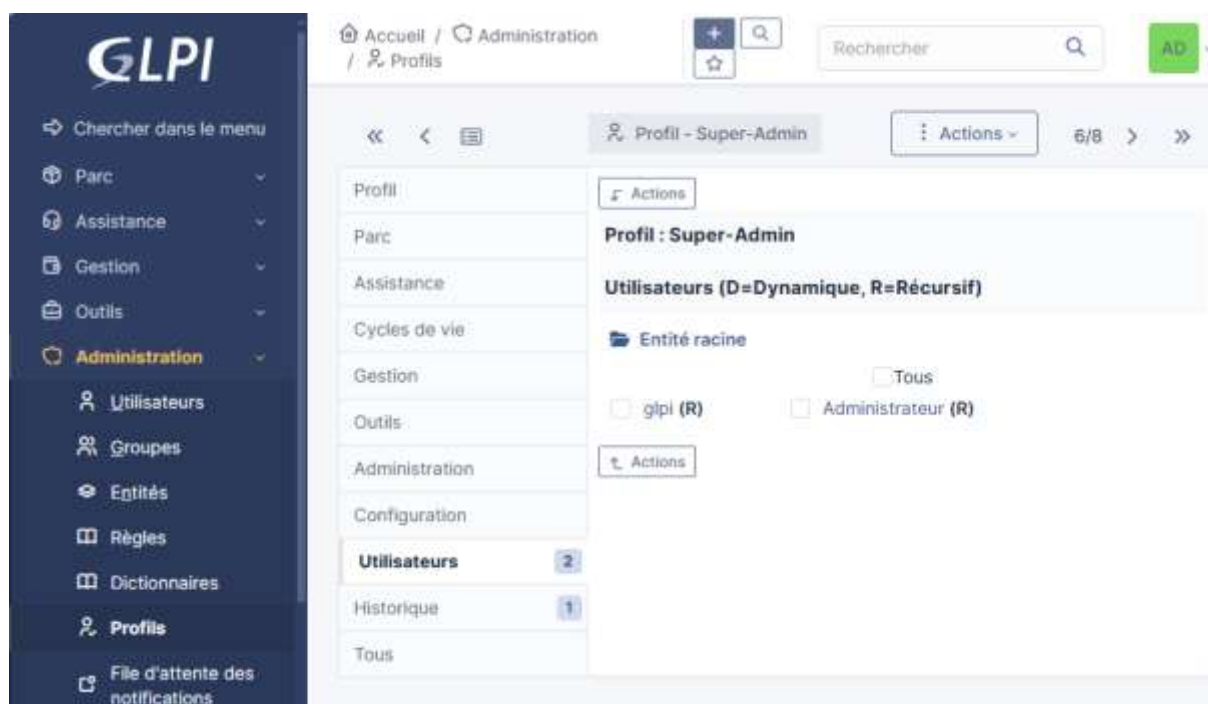 GLPI
Chercher dans le menu
Parc
Assistance
Gestion
Outils
Administration
Utilisateurs
Groupes
Entités
Règles
Dictionnaires
Profils
File d'attente des
notifications
Accueil / Administration
/ Profils
Rechercher
AD
Profil - Super-Admin
Actions
6/8
Profil
Parc
Assistance
Cycles de vie
Gestion
Outils
Administration
Configuration
Utilisateurs 2
Historique 1
Tous
Actions
Profil : Super-Admin
Utilisateurs (D=Dynamique, R=Récursif)
Entité racine
Tous
glpi (R) Administrateur (R)
Actions